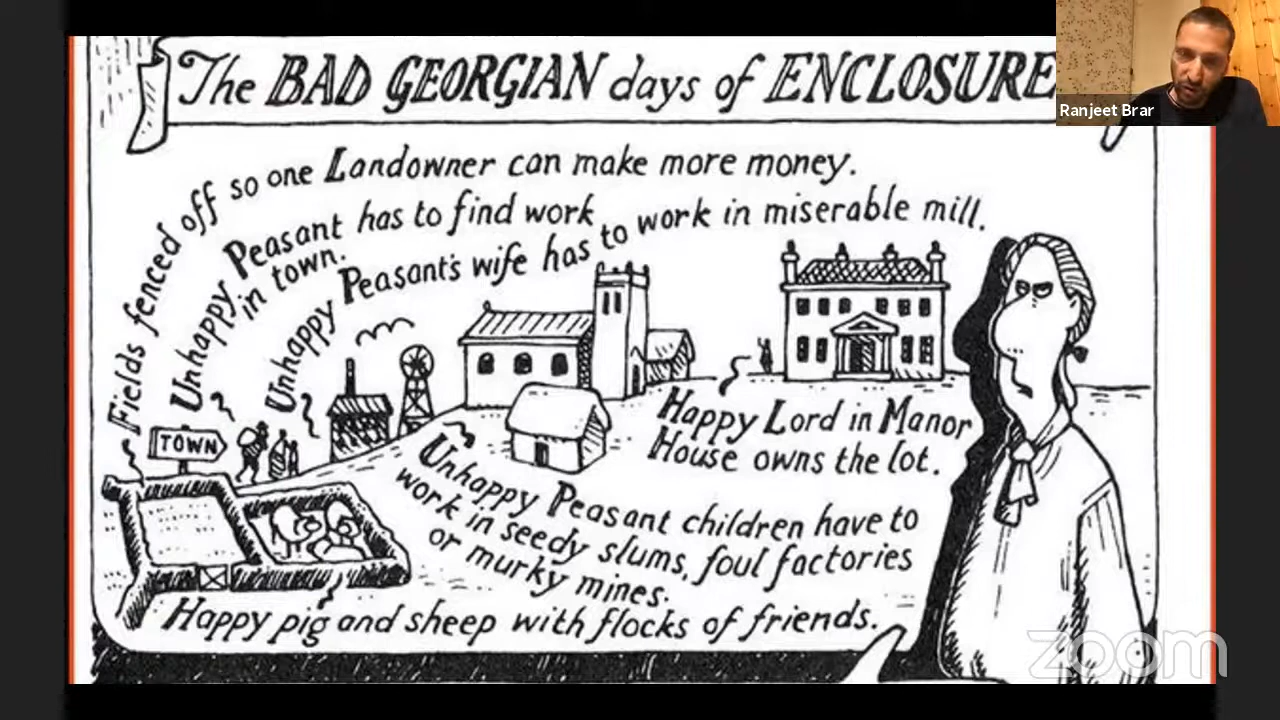 The BAD GEORGIAN days of ENCLOSURE
Ranjeet Brar
Fields fenced off so one Landowner can make more money.
Unhappy Peasant has to find work
in town.
Unhappy Peasant's wife has to work in miserable mill.
TOWN
Happy Lord in Manor
House owns the lot.
Unhappy Peasant children have to
work in seedy slums, foul factories
or murky mines.
Happy pig and sheep with flocks of friends.
zoom